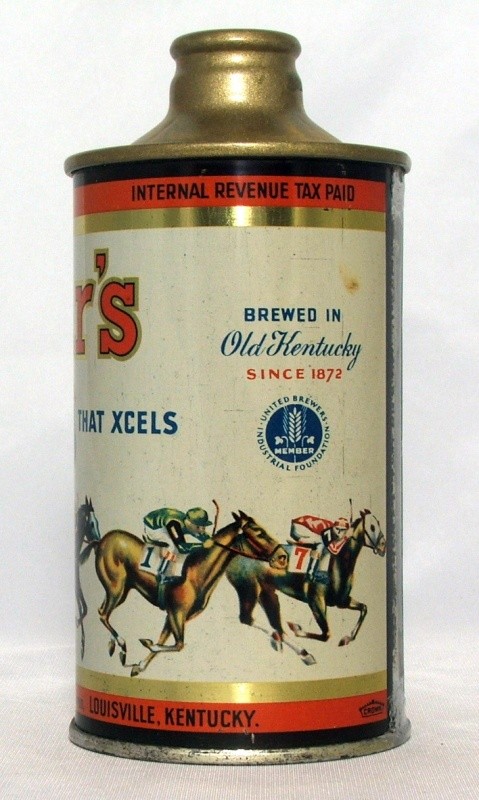 INTERNAL REVENUE TAX PAID
r's
BREWED IN
Old Kentucky
SINCE 1872
THAT XCELS
UNITED BREWERS
INDUSTRIAL FOUNDATION
MEMBER
1
7
LOUISVILLE, KENTUCKY.
CROWN